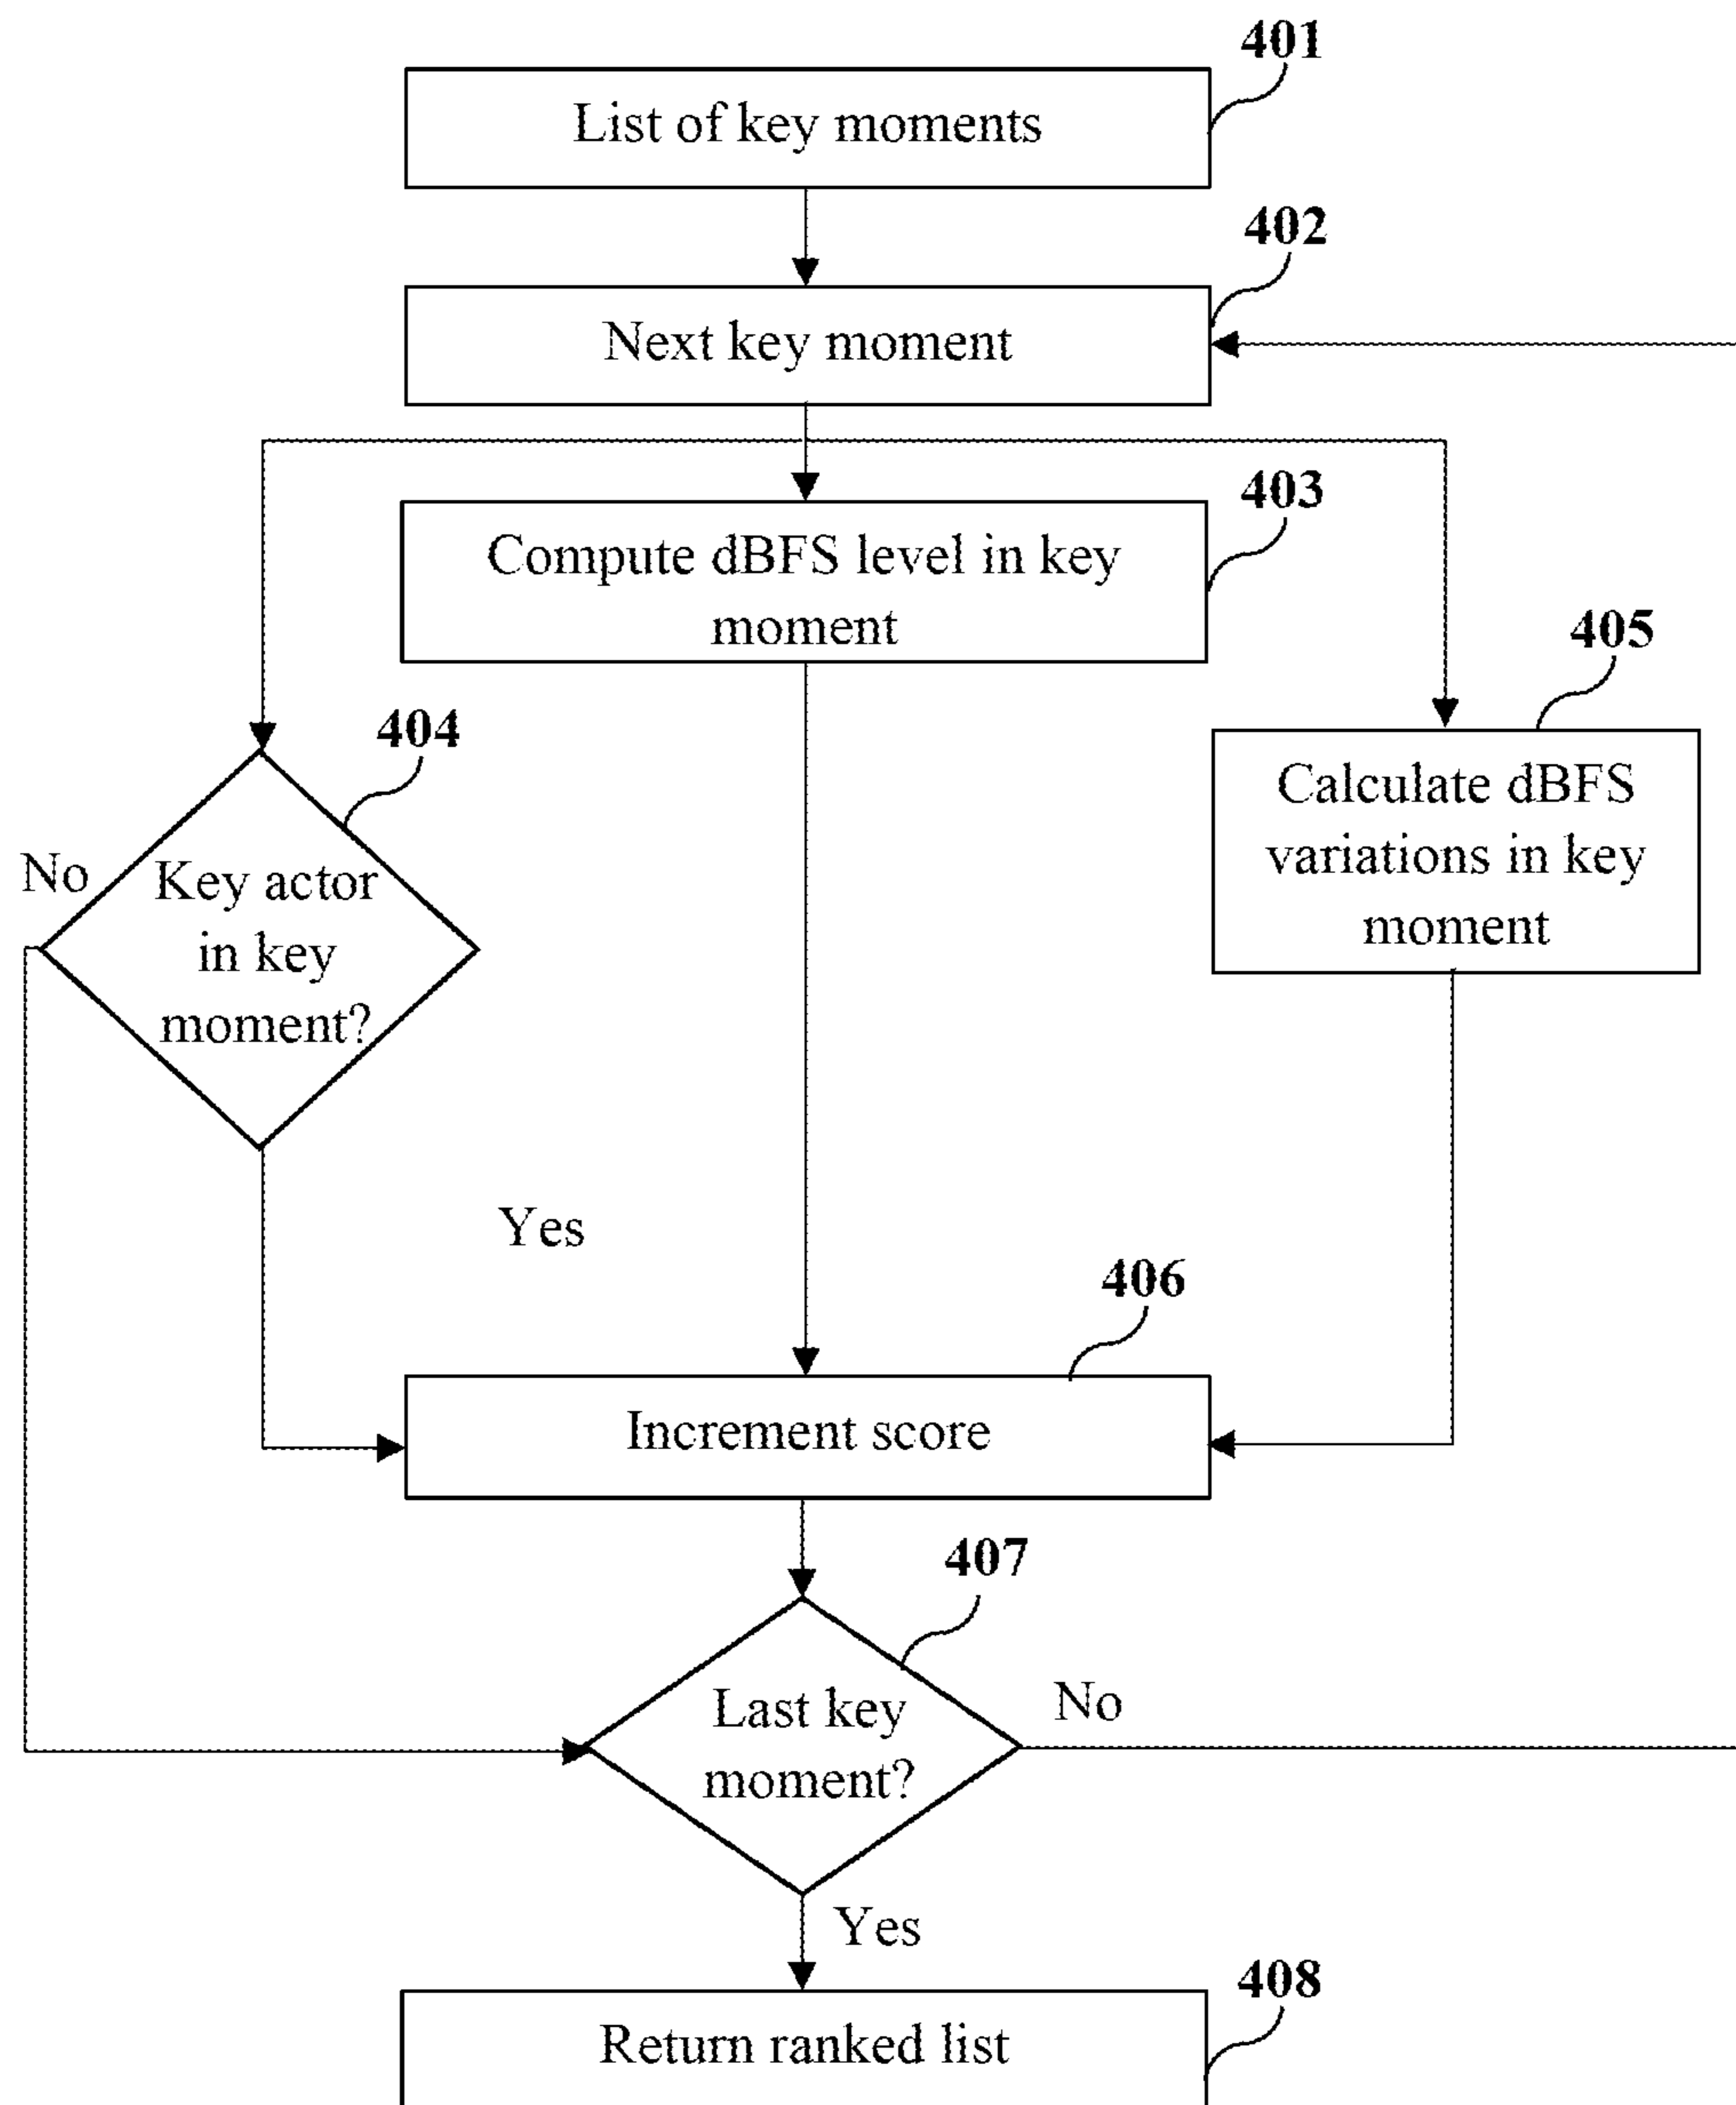 401
List of key moments
402
Next key moment
403
Compute dBFS level in key
moment
404
405
Calculate dBFS
variations in key
moment
No
Key actor
in key
moment?
Yes
406
Increment score
407
Last key
moment?
No
Yes
408
Return ranked list